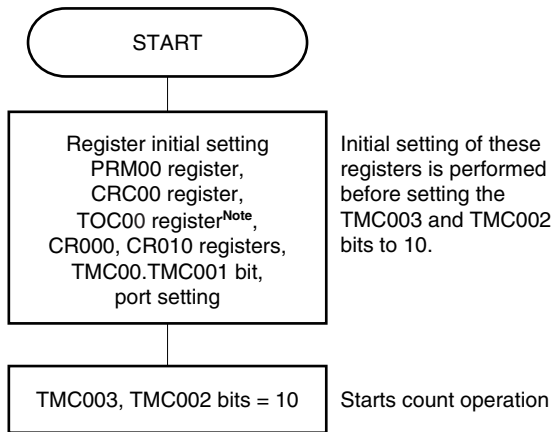 START
Register initial setting
PRM00 register,
CRC00 register,
TOC00 registerNote,
CR000, CR010 registers,
TMC00.TMC001 bit,
port setting
Initial setting of these
registers is performed
before setting the
TMC003 and TMC002
bits to 10.
TMC003, TMC002 bits = 10
Starts count operation